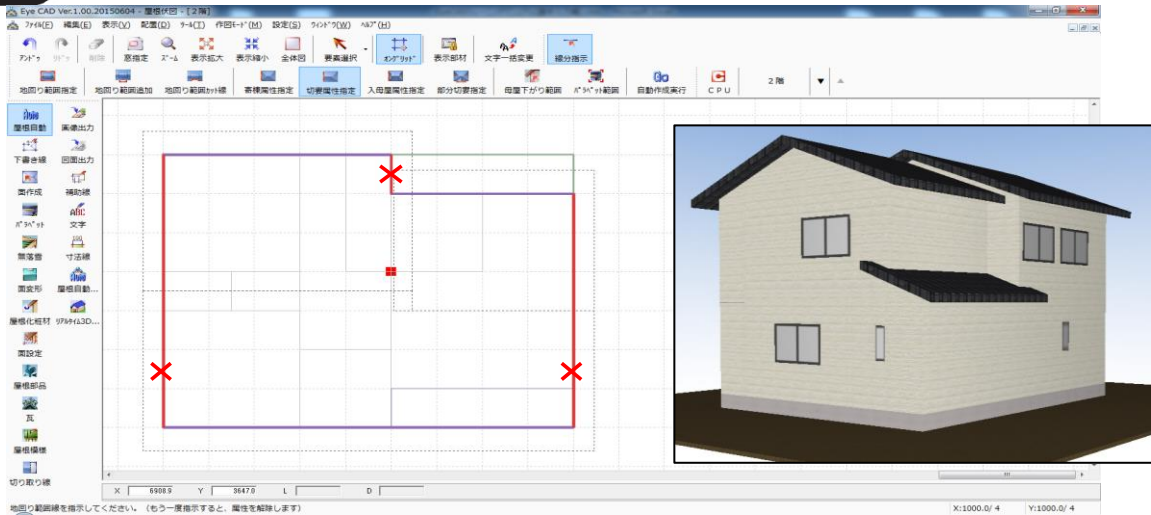 Eye CAD Ver.1.00.20150604 - 屋根伏図 - [２階]
ﾌｧｲﾙ(F) 編集(E) 表示(V) 配置(D) ﾂｰﾙ(T) 作図ﾓｰﾄﾞ(M) 設定(S) ｳｨﾝﾄﾞｳ(W) ﾍﾙﾌﾟ(H)
ｱﾝﾄﾞｩ ﾘﾄﾞｩ 削除 窓指定 ｽﾞｰﾑ 表示拡大 表示縮小 全体図 要素選択 ｵﾝｸﾞﾘｯﾄﾞ 表示部材 文字一括変更 線分指示
地回り範囲指定 地回り範囲追加 地回り範囲ｶｯﾄ線 寄棟属性指定 切妻属性指定 入母屋属性指定 部分切妻指定 母屋下がり範囲 ﾊﾟﾗﾍﾟｯﾄ範囲 自動作成実行 ＣＰＵ ２階
屋根自動 画像出力
下書き線 図面出力
面作成 補助線
ﾊﾟﾗﾍﾟｯﾄ 文字
無落雪 寸法線
面変形 屋根自動...
屋根化粧材 ﾘｱﾙﾀｲﾑ3D...
面設定
屋根部品
瓦
屋根模様
切り取り線
X 6908.9 Y 3647.0 L D
地回り範囲線を指示してください。（もう一度指示すると、属性を解除します） X:1000.0/ 4 Y:1000.0/ 4